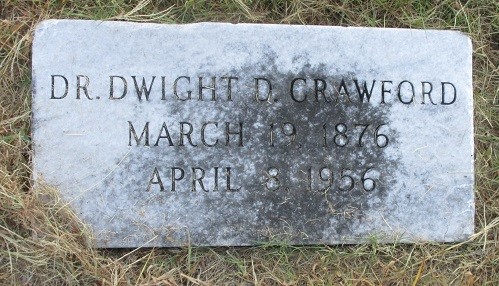 DR. DWIGHT D. CRAWFORD
MARCH 19, 1876
APRIL 8, 1956